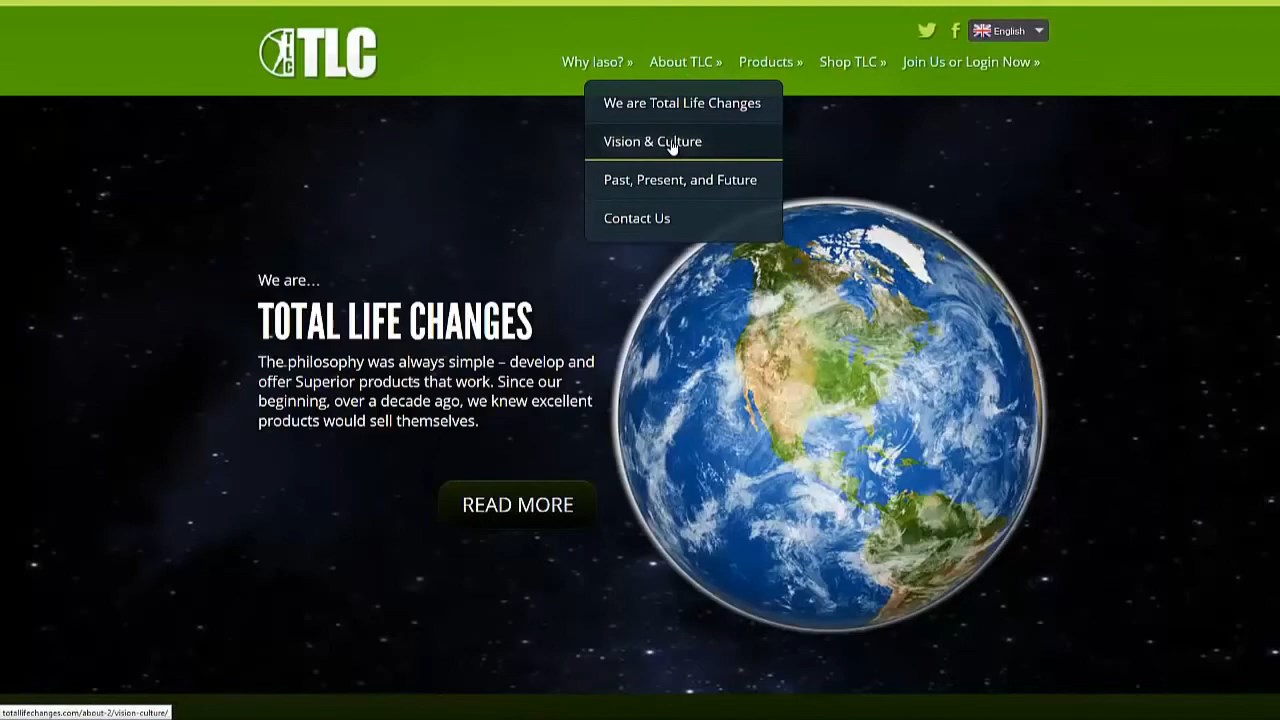 English
THC TLC
Why Iaso? » About TLC » Products » Shop TLC » Join Us or Login Now »
We are Total Life Changes
Vision & Culture
Past, Present, and Future
Contact Us
We are…
TOTAL LIFE CHANGES
The philosophy was always simple – develop and
offer Superior products that work. Since our
beginning, over a decade ago, we knew excellent
products would sell themselves.
READ MORE
totallifechanges.com/about-2/vision-culture/